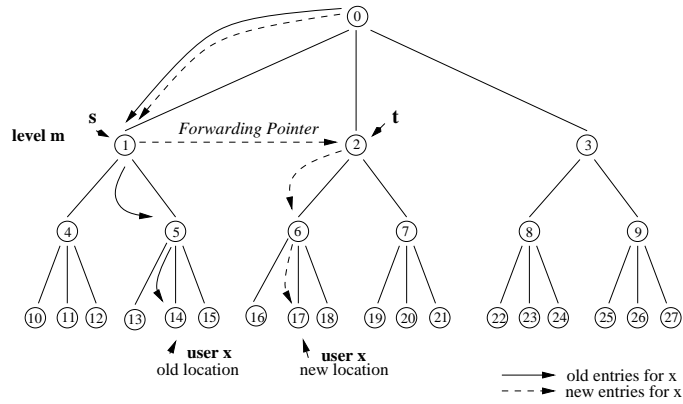 0
s
t
level m
Forwarding Pointer
1
2
3
4
5
6
7
8
9
10 11 12 13 14 15 16 17 18 19 20 21 22 23 24 25 26 27
user x
old location
user x
new location
old entries for x
new entries for x